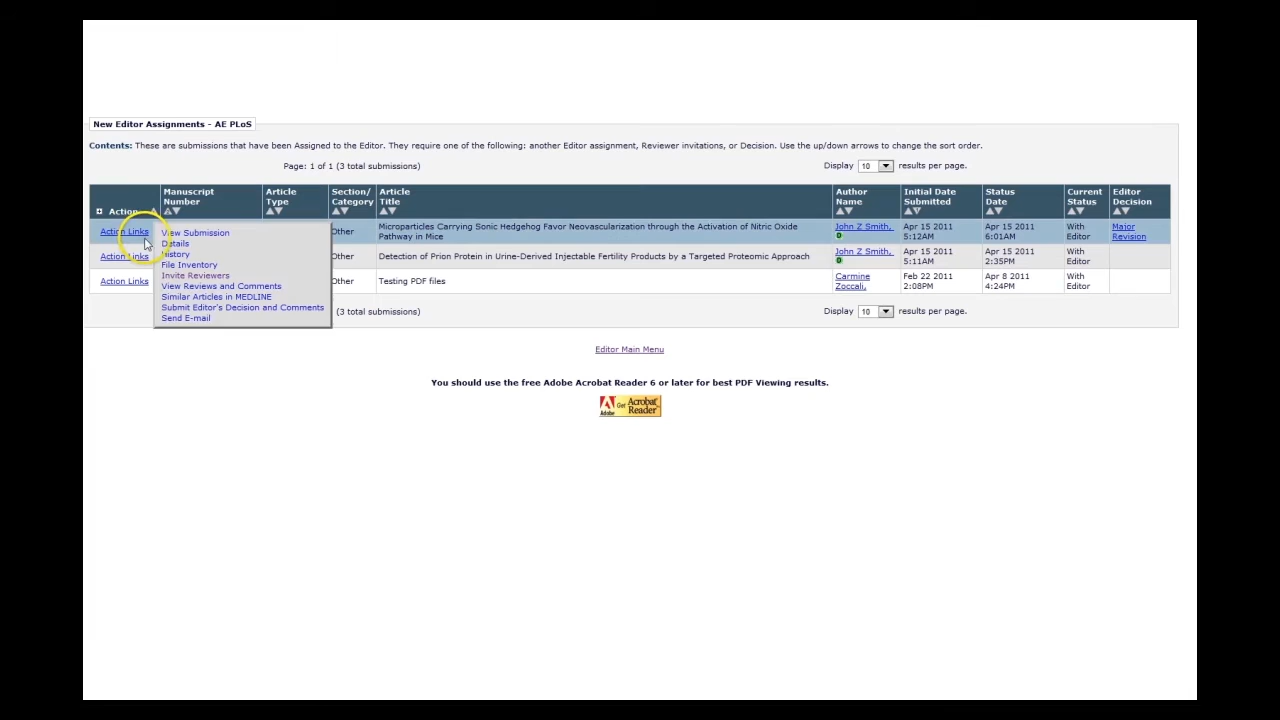 New Editor Assignments - AE PLoS
Contents: These are submissions that have been Assigned to the Editor. They require one of the following: another Editor assignment, Reviewer invitations, or Decision. Use the up/down arrows to change the sort order.
Page: 1 of 1 (3 total submissions)
Display 10 results per page.
Action
Manuscript
Number
Article
Type
Section/
Category
Article
Title
Author
Name
Initial Date
Submitted
Status
Date
Current
Status
Editor
Decision
Action Links
Other
Microparticles Carrying Sonic Hedgehog Favor Neovascularization through the Activation of Nitric Oxide
Pathway in Mice
John Z Smith,
D
Apr 15 2011
5:12AM
Apr 15 2011
6:01AM
With
Editor
Major
Revision
Action Links
Other
Detection of Prion Protein in Urine-Derived Injectable Fertility Products by a Targeted Proteomic Approach
John Z Smith,
D
Apr 15 2011
5:11AM
Apr 15 2011
2:35PM
With
Editor
Action Links
Other
Testing PDF files
Carmine
Zoccali,
Feb 22 2011
2:08PM
Apr 8 2011
4:24PM
With
Editor
View Submission
Details
History
File Inventory
Invite Reviewers
View Reviews and Comments
Similar Articles in MEDLINE
Submit Editor's Decision and Comments
Send E-mail
(3 total submissions)
Display 10 results per page.
Editor Main Menu
You should use the free Adobe Acrobat Reader 6 or later for best PDF Viewing results.
Adobe
Get Acrobat
Reader